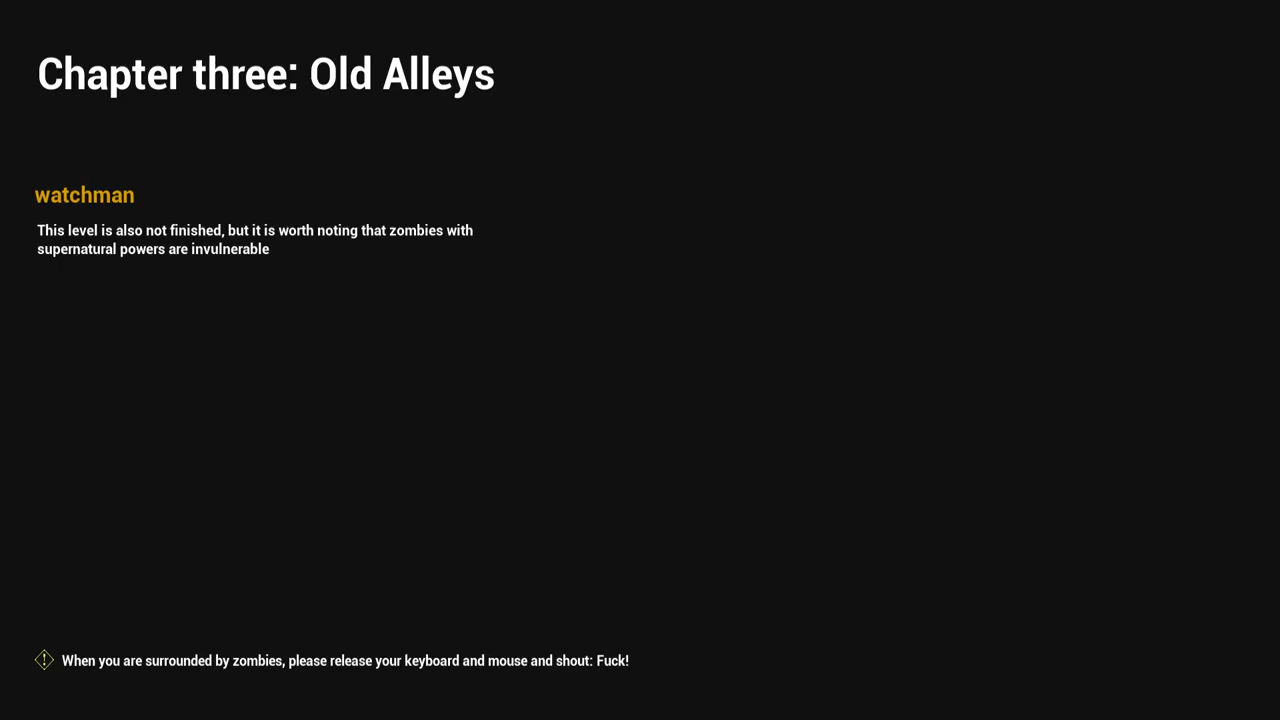 Chapter three: Old Alleys
watchman
This level is also not finished, but it is worth noting that zombies with
supernatural powers are invulnerable
When you are surrounded by zombies, please release your keyboard and mouse and shout: Fuck!